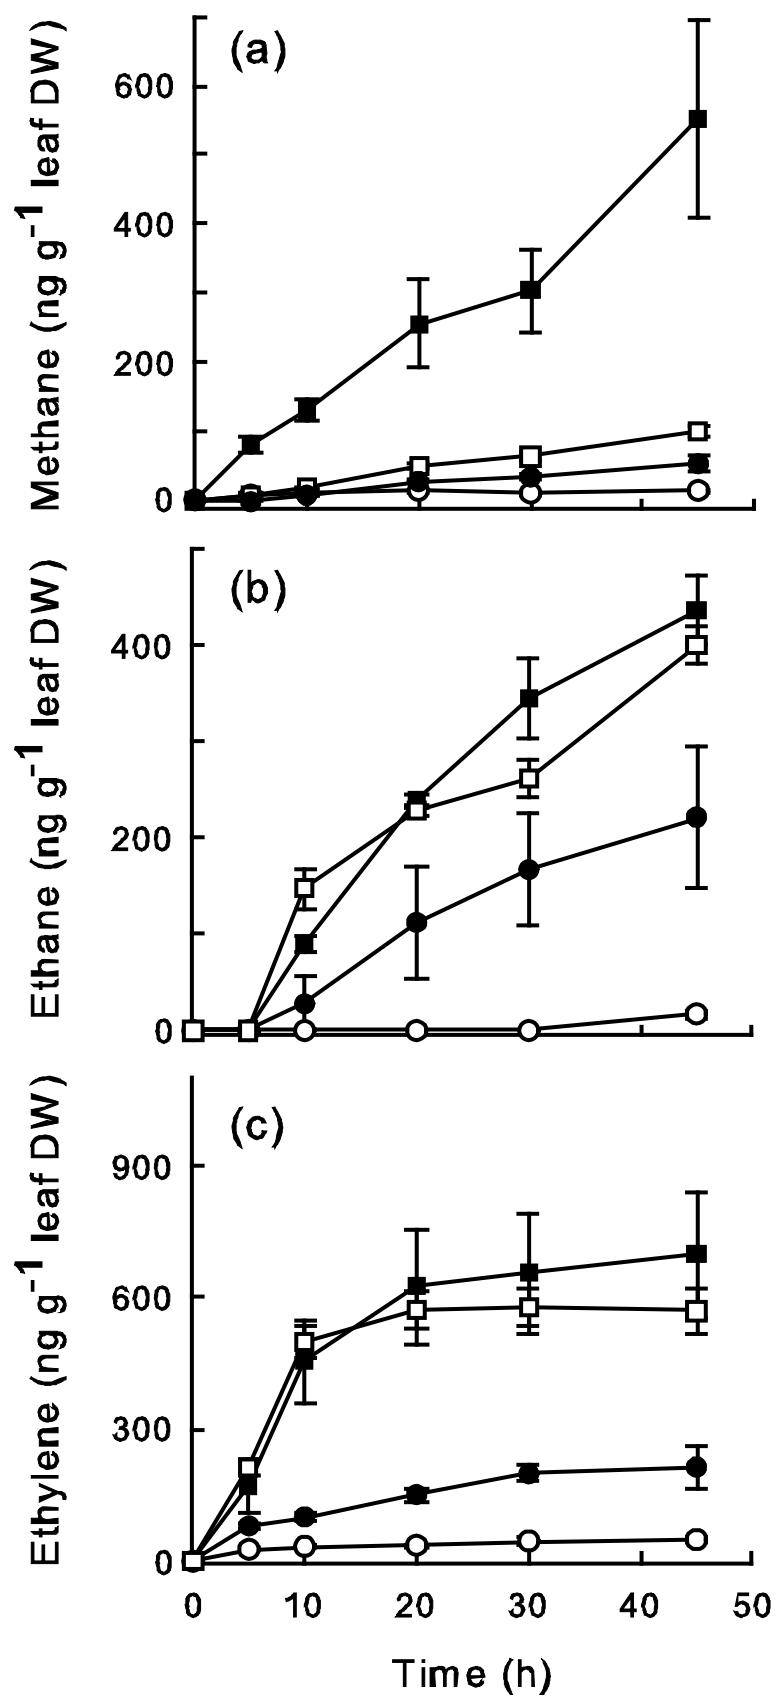 (a)
Methane (ng g⁻¹ leaf DW)
600
400
200
0
(b)
Ethane (ng g⁻¹ leaf DW)
400
200
0
(c)
Ethylene (ng g⁻¹ leaf DW)
900
600
300
0
0 10 20 30 40 50
Time (h)